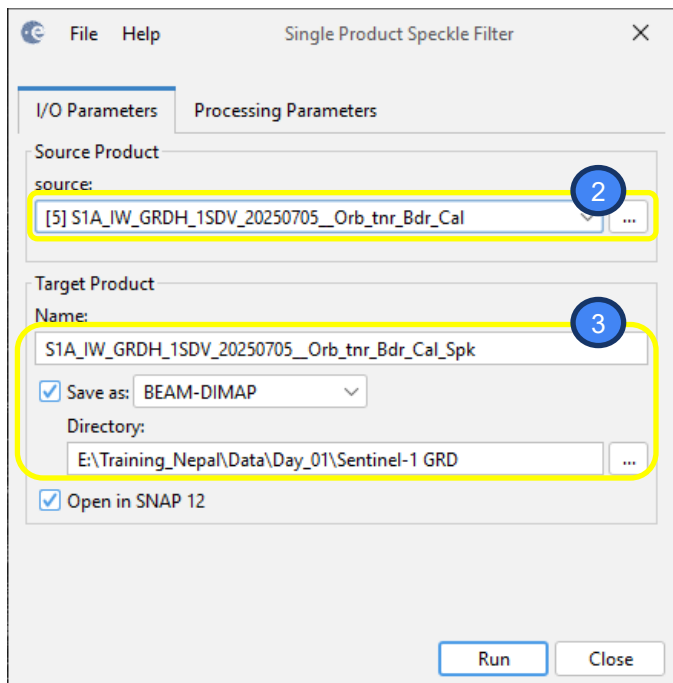 File Help Single Product Speckle Filter
I/O Parameters Processing Parameters
Source Product
source:
2
[5] S1A_IW_GRDH_1SDV_20250705__Orb_tnr_Bdr_Cal ...
Target Product
Name:
3
S1A_IW_GRDH_1SDV_20250705__Orb_tnr_Bdr_Cal_Spk
Save as: BEAM-DIMAP
Directory:
E:\Training_Nepal\Data\Day_01\Sentinel-1 GRD ...
Open in SNAP 12
Run Close